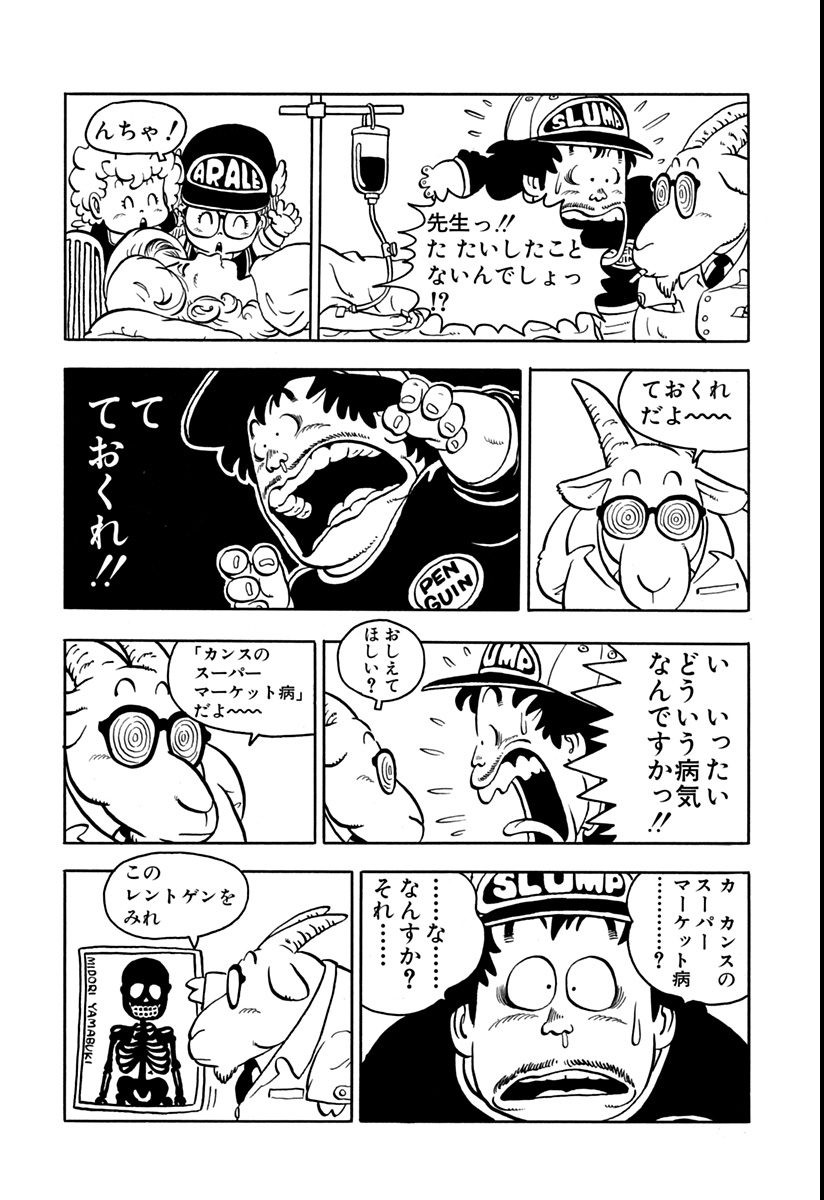 SLUMP
先生っ!!
た たいしたこと
ないんでしょっ
!?
んちゃ!
ARALE
ておくれ
だよ〜〜〜
て
ておくれ!!
PEN
GUIN
い いったい
どういう病気
なんですかっ!!
UMP
おしえて
ほしい?
「カンスの
スーパー
マーケット病」
だよ〜〜〜
カ カンスの
スーパー
マーケット病
………?
………な
なんすか?
それ……
SLUMP
この
レントゲンを
みれ
MIDORI YAMABUKI